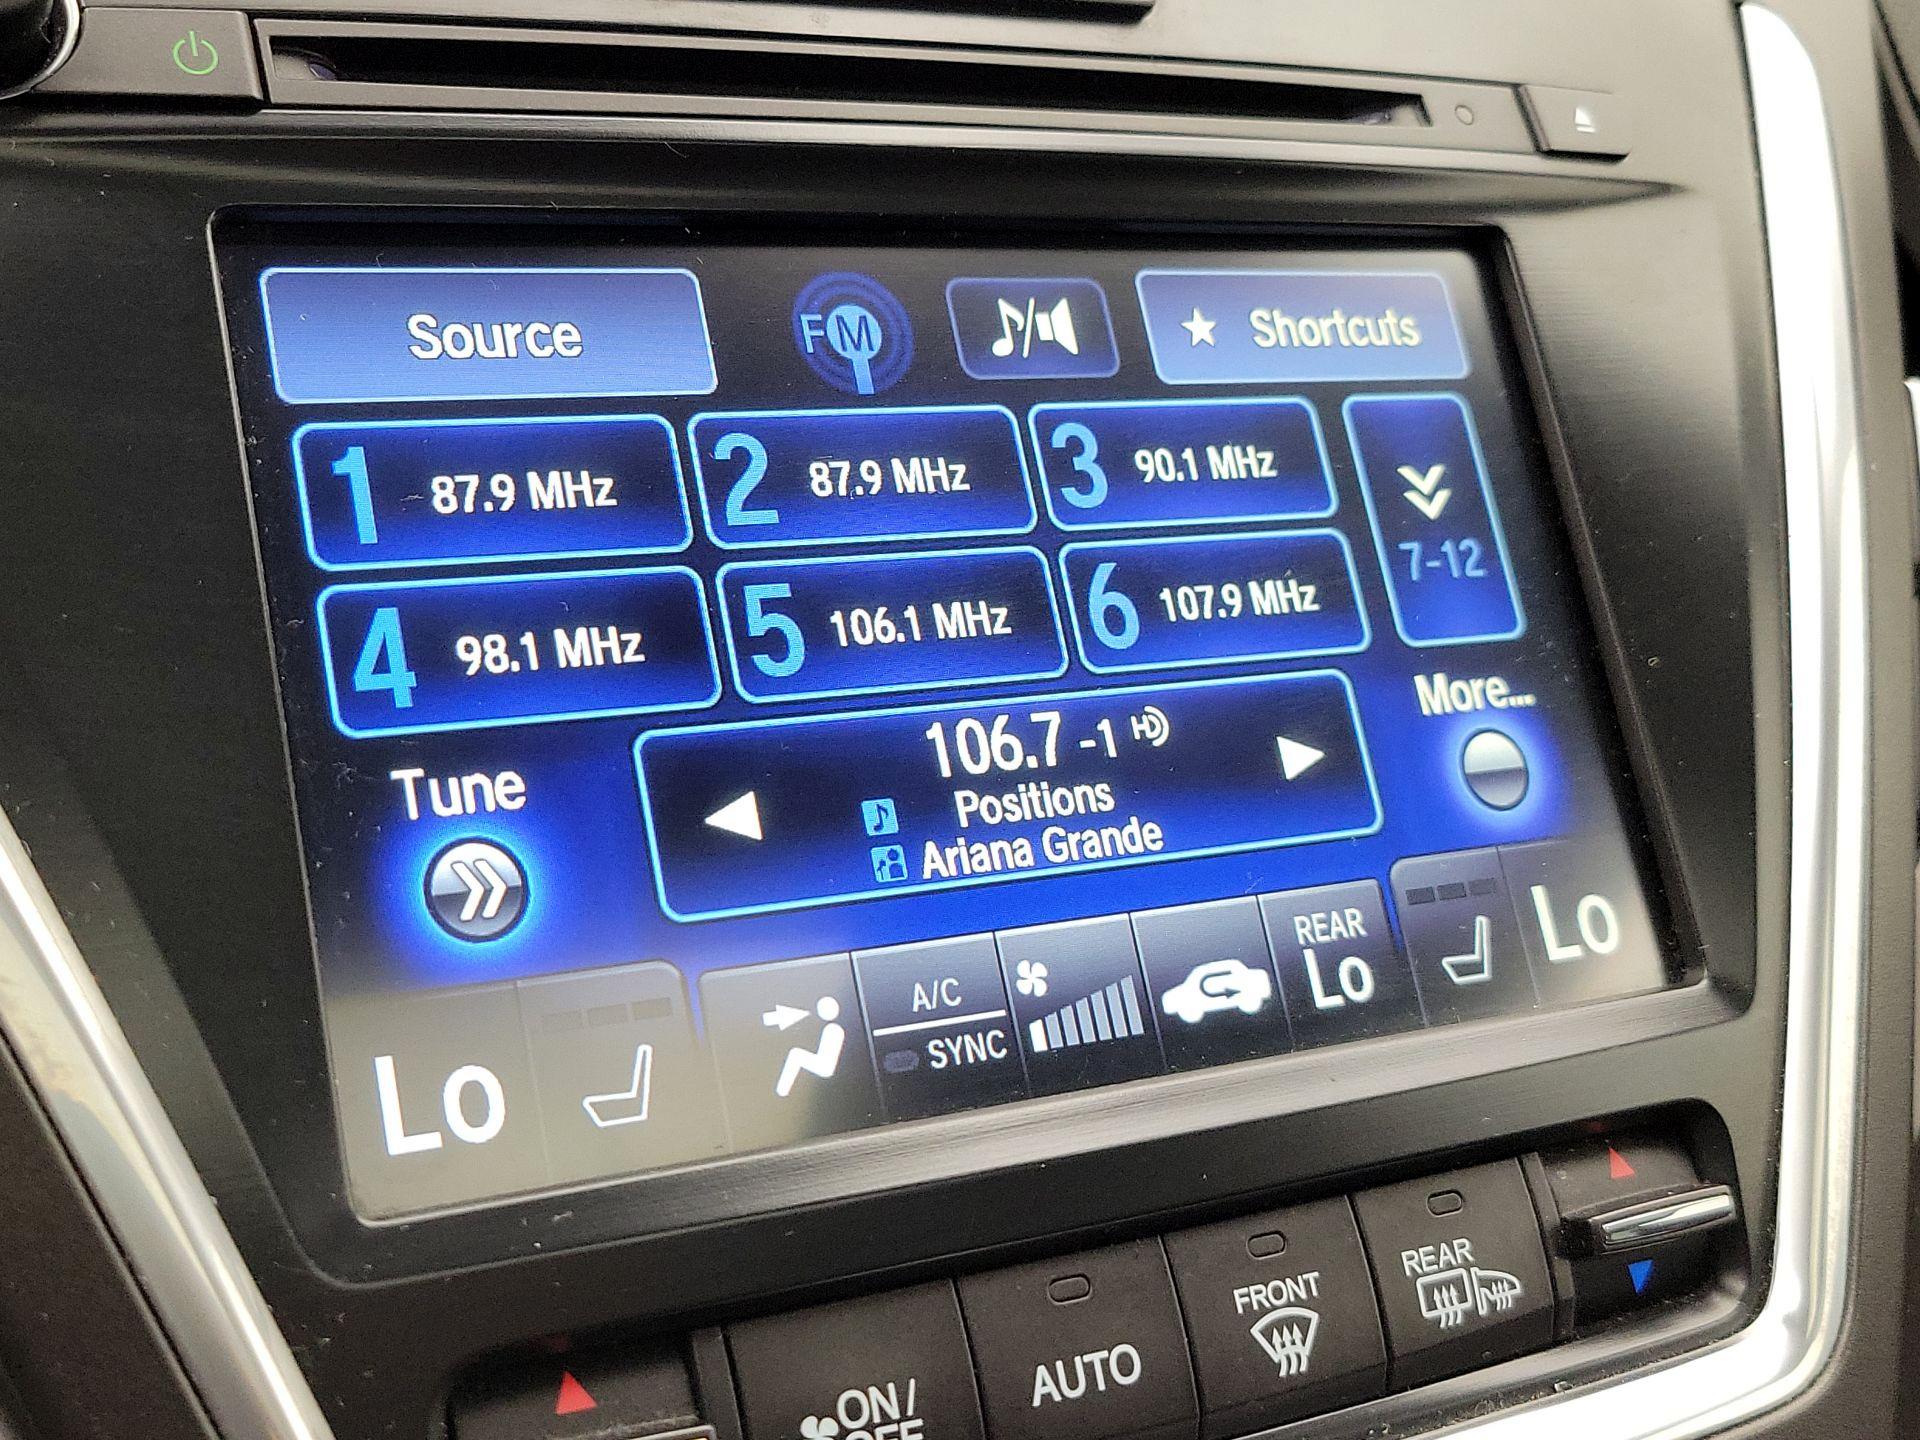 Source
FM
Shortcuts
1 87.9 MHz
2 87.9 MHz
3 90.1 MHz
7-12
4 98.1 MHz
5 106.1 MHz
6 107.9 MHz
More...
Tune
106.7 -1 HD
Positions
Ariana Grande
Lo
A/C
SYNC
REAR
Lo
Lo
ON/
OFF
AUTO
FRONT
REAR